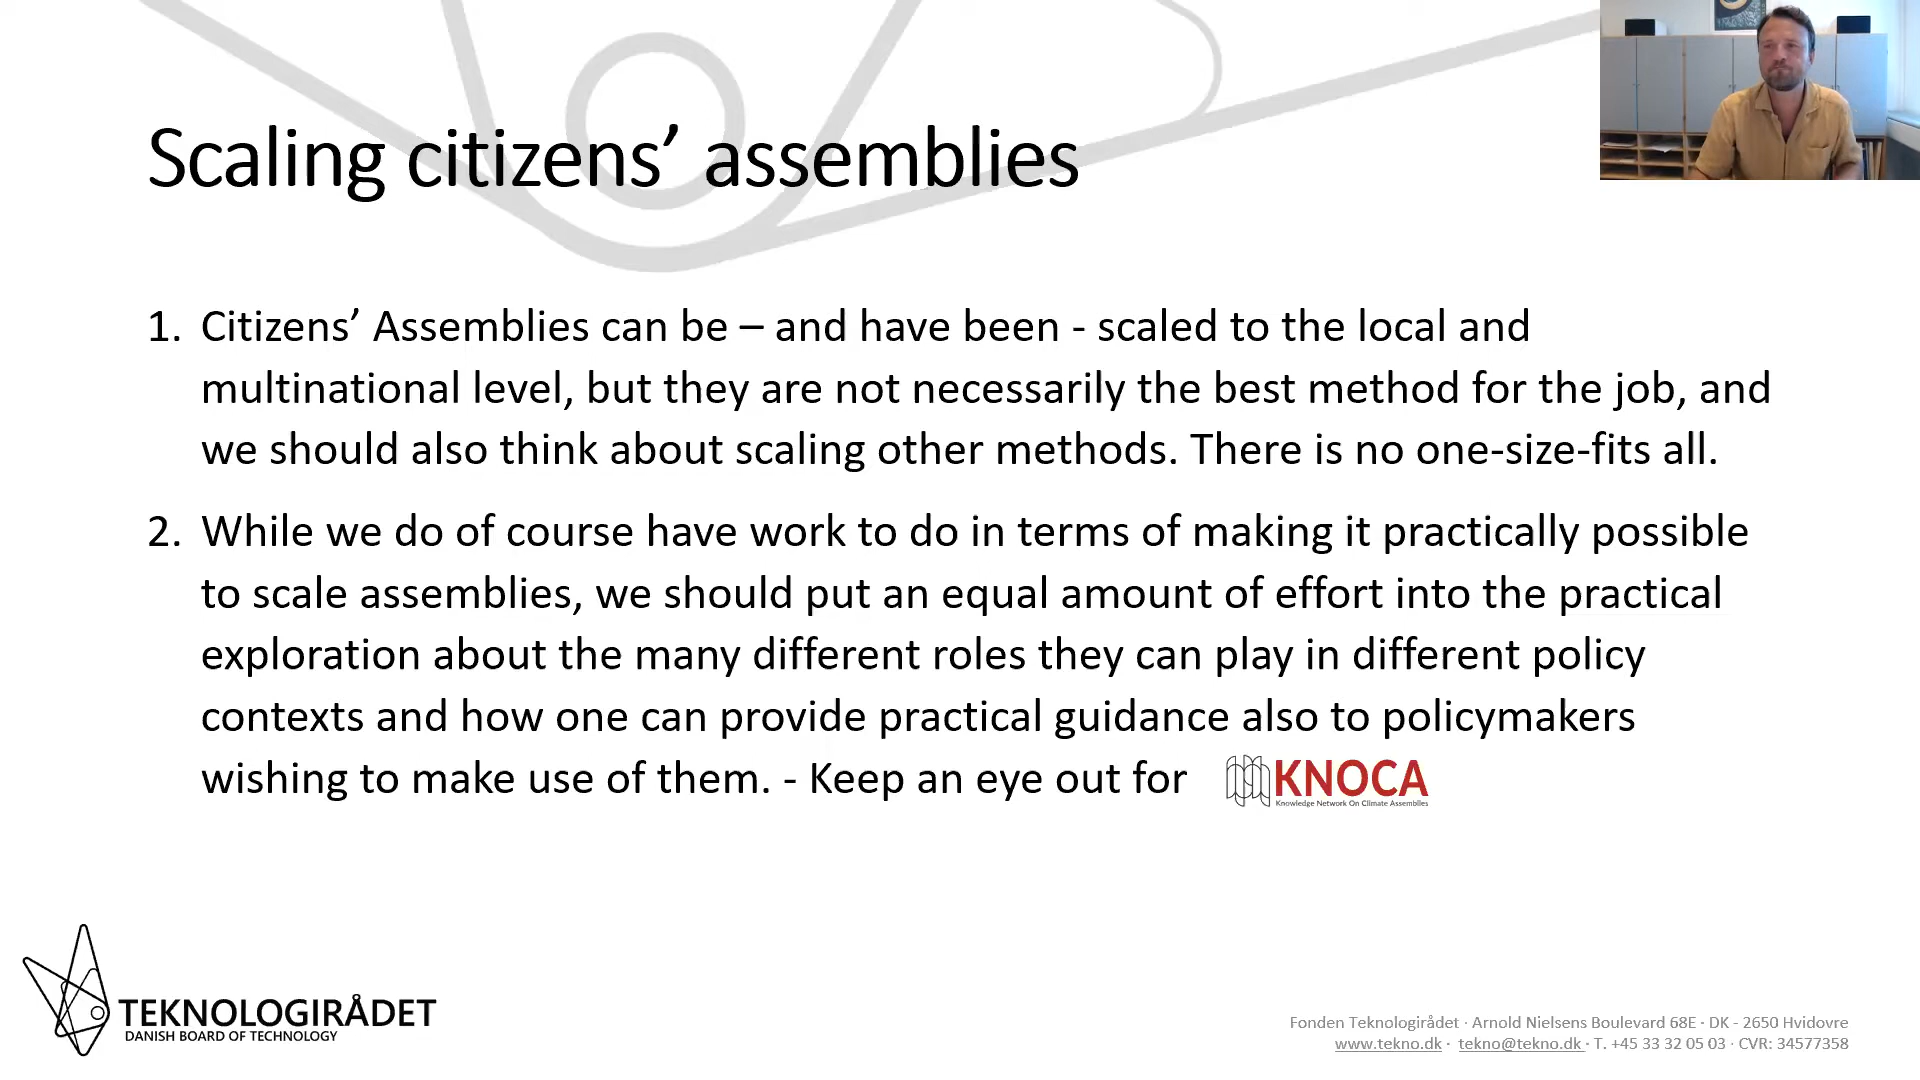 Scaling citizens’ assemblies
1. Citizens’ Assemblies can be – and have been - scaled to the local and
multinational level, but they are not necessarily the best method for the job, and
we should also think about scaling other methods. There is no one-size-fits all.
2. While we do of course have work to do in terms of making it practically possible
to scale assemblies, we should put an equal amount of effort into the practical
exploration about the many different roles they can play in different policy
contexts and how one can provide practical guidance also to policymakers
wishing to make use of them. - Keep an eye out for KNOCA
Knowledge Network On Climate Assemblies
TEKNOLOGIRÅDET
DANISH BOARD OF TECHNOLOGY
Fonden Teknologirådet · Arnold Nielsens Boulevard 68E · DK - 2650 Hvidovre
www.tekno.dk · tekno@tekno.dk · T. +45 33 32 05 03 · CVR: 34577358